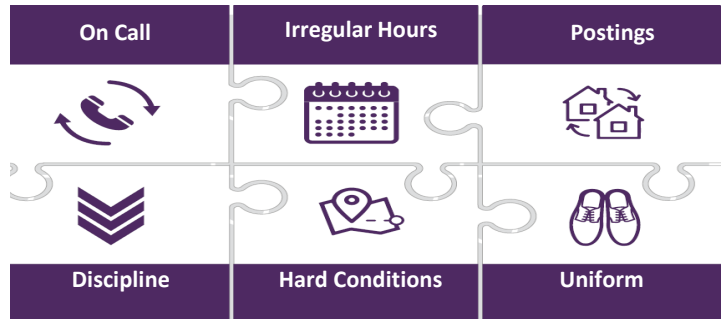 On Call
Irregular Hours
Postings
Discipline
Hard Conditions
Uniform